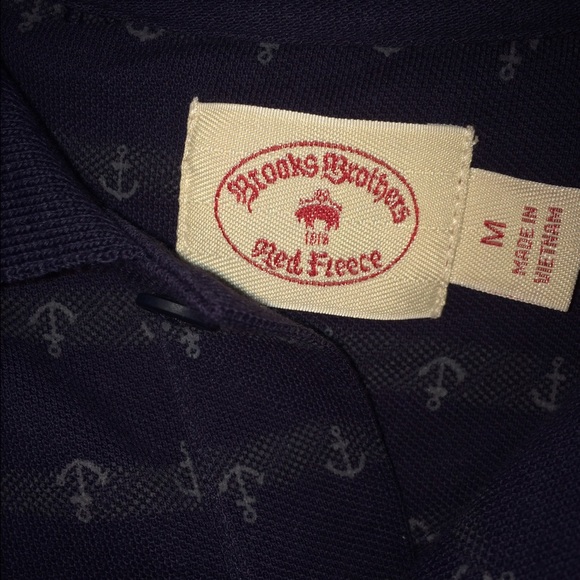 Brooks Brothers
1818
Red Fleece
M
MADE IN
VIETNAM